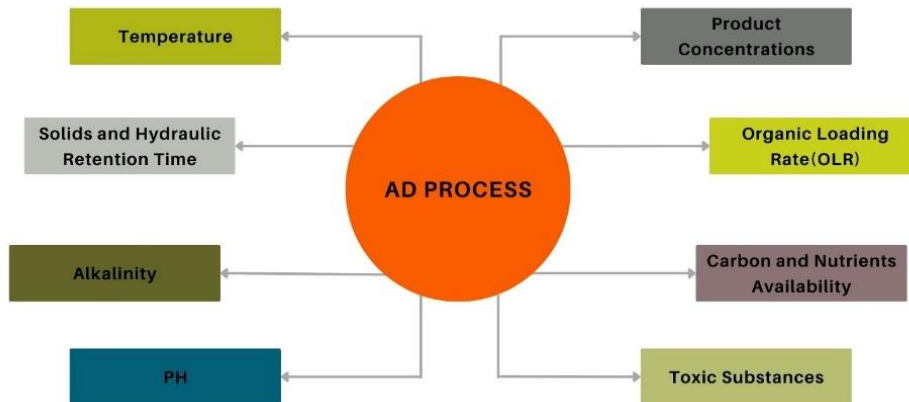 Temperature
Product
Concentrations
Solids and Hydraulic
Retention Time
Organic Loading
Rate(OLR)
AD PROCESS
Alkalinity
Carbon and Nutrients
Availability
PH
Toxic Substances